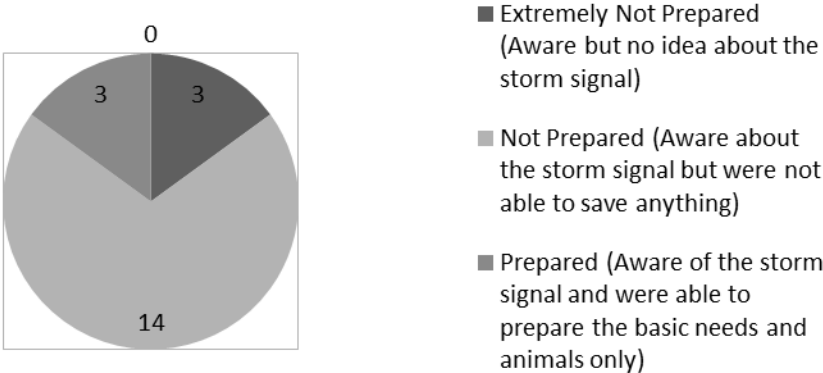 0
3
3
14
Extremely Not Prepared
(Aware but no idea about the
storm signal)
Not Prepared (Aware about
the storm signal but were not
able to save anything)
Prepared (Aware of the storm
signal and were able to
prepare the basic needs and
animals only)